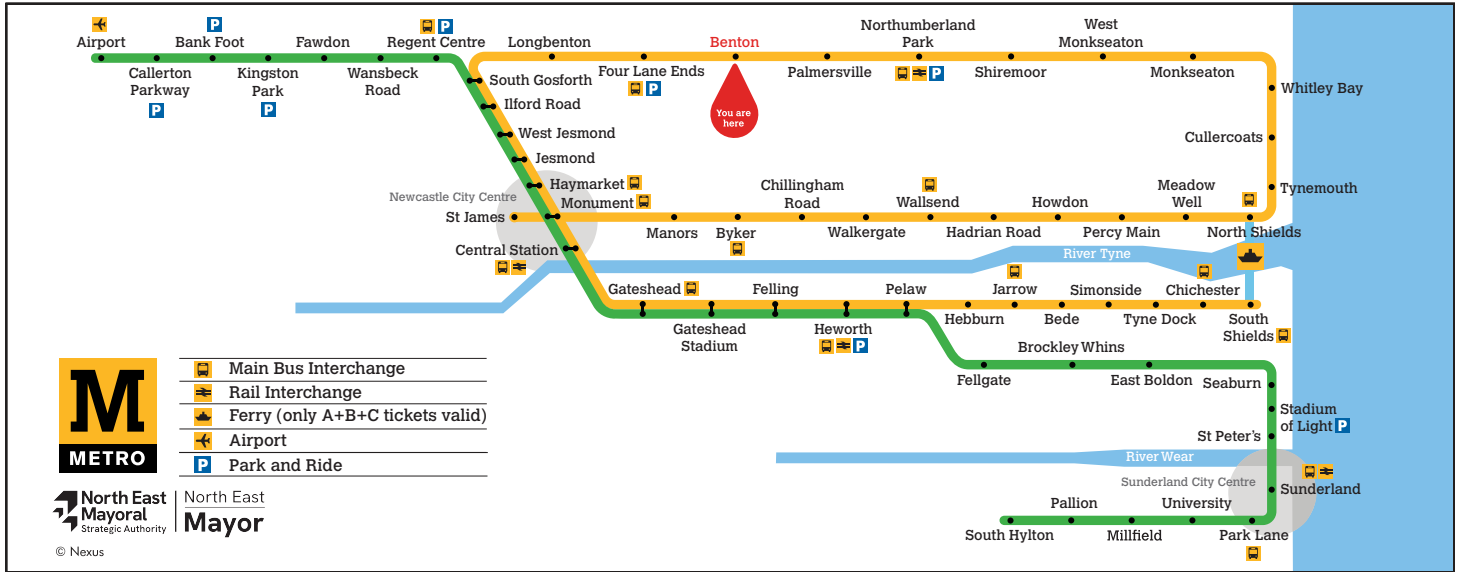 Airport
Callerton
Parkway
P
Bank Foot
P
Kingston
Park
P
Fawdon
Wansbeck
Road
Regent Centre
P
Longbenton
South Gosforth
Four Lane Ends
P
Benton
You are
here
Palmersville
Northumberland
Park
P
Shiremoor
West
Monkseaton
Monkseaton
Whitley Bay
Cullercoats
Tynemouth
Ilford Road
West Jesmond
Jesmond
Haymarket
Newcastle City Centre
Monument
St James
Central Station
Manors
Byker
Chillingham
Road
Walkergate
Wallsend
Hadrian Road
Howdon
Percy Main
Meadow
Well
North Shields
River Tyne
Gateshead
Gateshead
Stadium
Felling
Heworth
P
Pelaw
Hebburn
Jarrow
Bede
Simonside
Tyne Dock
Chichester
South
Shields
Fellgate
Brockley Whins
East Boldon
Seaburn
Stadium
of Light P
St Peter's
River Wear
Sunderland City Centre
Sunderland
Park Lane
University
Millfield
Pallion
South Hylton
M
METRO
Main Bus Interchange
Rail Interchange
Ferry (only A+B+C tickets valid)
Airport
P Park and Ride
North East
Mayoral
Strategic Authority
North East
Mayor
© Nexus